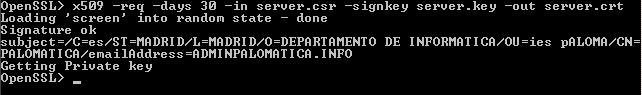 OpenSSL> x509 -req -days 30 -in server.csr -signkey server.key -out server.crt
Loading 'screen' into random state - done
Signature ok
subject=/C=es/ST=MADRID/L=MADRID/O=DEPARTAMENTO DE INFORMATICA/OU=ies pALOMA/CN=
PALOMATICA/emailAddress=ADMINPALOMATICA.INFO
Getting Private key
OpenSSL> _